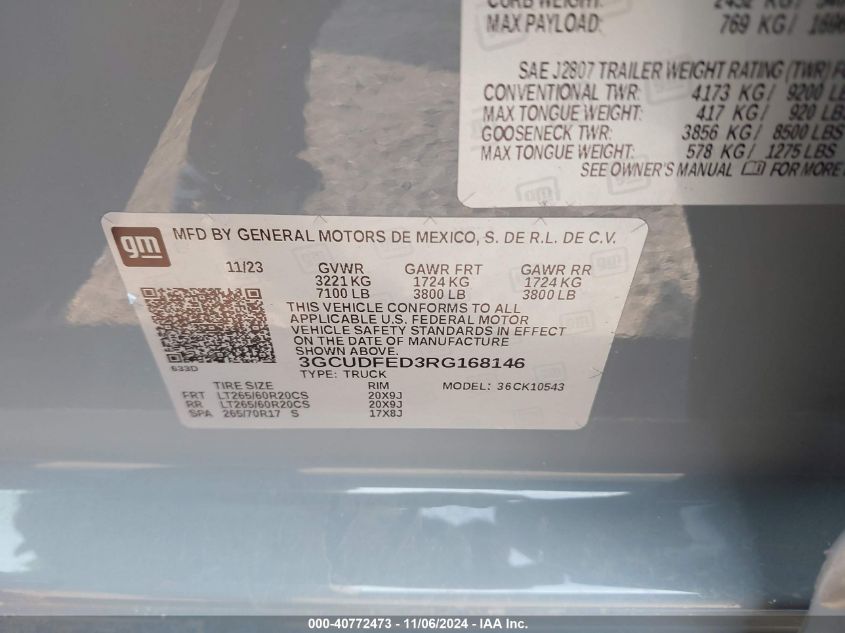 CURB WEIGHT: 2452 KG /
MAX PAYLOAD: 769 KG / 1696
SAE J2807 TRAILER WEIGHT RATING (TWR)
CONVENTIONAL TWR: 4173 KG / 9200 LB
MAX TONGUE WEIGHT: 417 KG / 920 LBS
GOOSENECK TWR: 3856 KG / 8500 LBS
MAX TONGUE WEIGHT: 578 KG / 1275 LBS
SEE OWNER'S MANUAL FOR MORE
gm MFD BY GENERAL MOTORS DE MEXICO, S. DE R.L. DE C.V.
11/23 GVWR GAWR FRT GAWR RR
3221 KG 1724 KG 1724 KG
7100 LB 3800 LB 3800 LB
THIS VEHICLE CONFORMS TO ALL
APPLICABLE U.S. FEDERAL MOTOR
VEHICLE SAFETY STANDARDS IN EFFECT
ON THE DATE OF MANUFACTURE
SHOWN ABOVE.
633D 3GCUDFED3RG168146
TYPE: TRUCK MODEL: 36CK10543
TIRE SIZE RIM
FRT LT265/60R20CS 20X9J
RR LT265/60R20CS 20X9J
SPA 265/70R17 S 17X8J
000-40772473 - 11/06/2024 - IAA Inc.